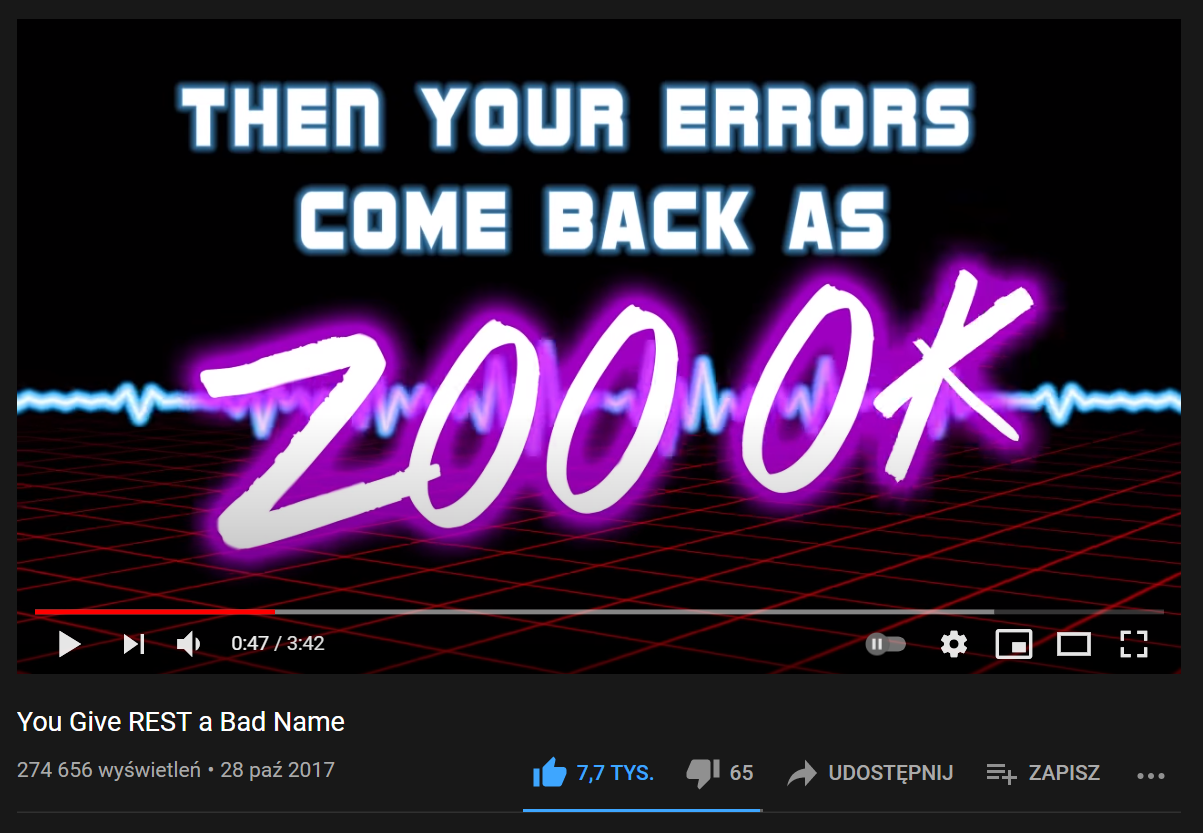 THEN YOUR ERRORS
COME BACK AS
200 OK
0:47 / 3:42
You Give REST a Bad Name
274 656 wyświetleń • 28 paź 2017
7,7 TYS.
65
UDOSTĘPNIJ
ZAPISZ